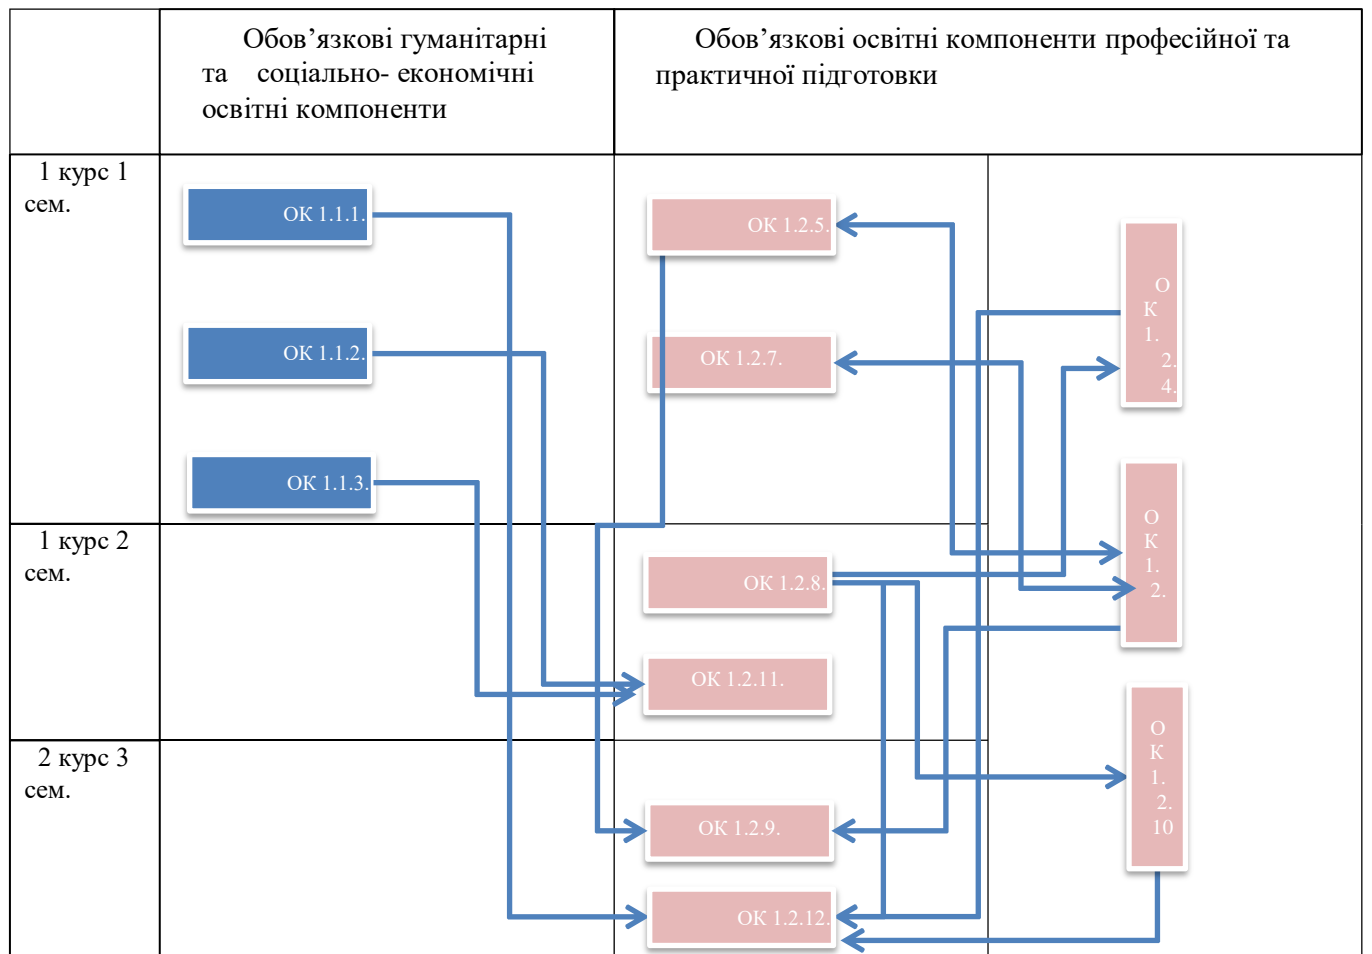 Обов’язкові гуманітарні
та соціально- економічні
освітні компоненти
Обов’язкові освітні компоненти професійної та
практичної підготовки
1 курс 1
сем.
ОК 1.1.1.
ОК 1.1.2.
ОК 1.1.3.
ОК 1.2.5.
ОК 1.2.7.
О
К
1.
2.
4.
1 курс 2
сем.
ОК 1.2.8.
ОК 1.2.11.
О
К
1.
2.
2 курс 3
сем.
ОК 1.2.9.
ОК 1.2.12.
О
К
1.
2.
10